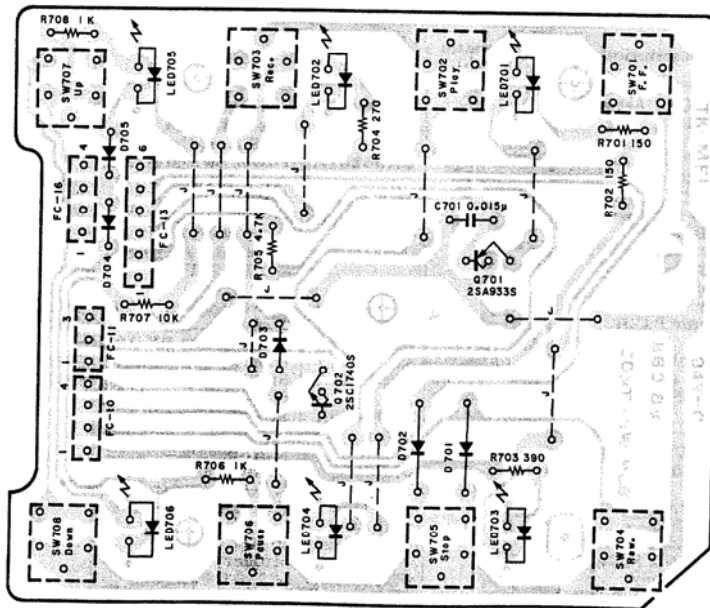 R708 1K
SW707
Up
LED705
SW703
Rec.
LED702
SW702
Play
LED701
SW701
F.F.
R704 270
R701 150
R702 150
D705
4
6
FC-16
FC-13
1
1
D704
J
J
J
J
J
J
R705 4.7K
C701 0.015μ
Q701
2SA933S
R707 10K
J
J
3
FC-11
1
J
D703
Q702
2SC1740S
4
FC-10
1
J
J
J
J
D702
D701
R706 1K
R703 390
SW708
Down
LED706
SW706
Pause
LED704
SW705
Stop
LED703
SW704
Rew.